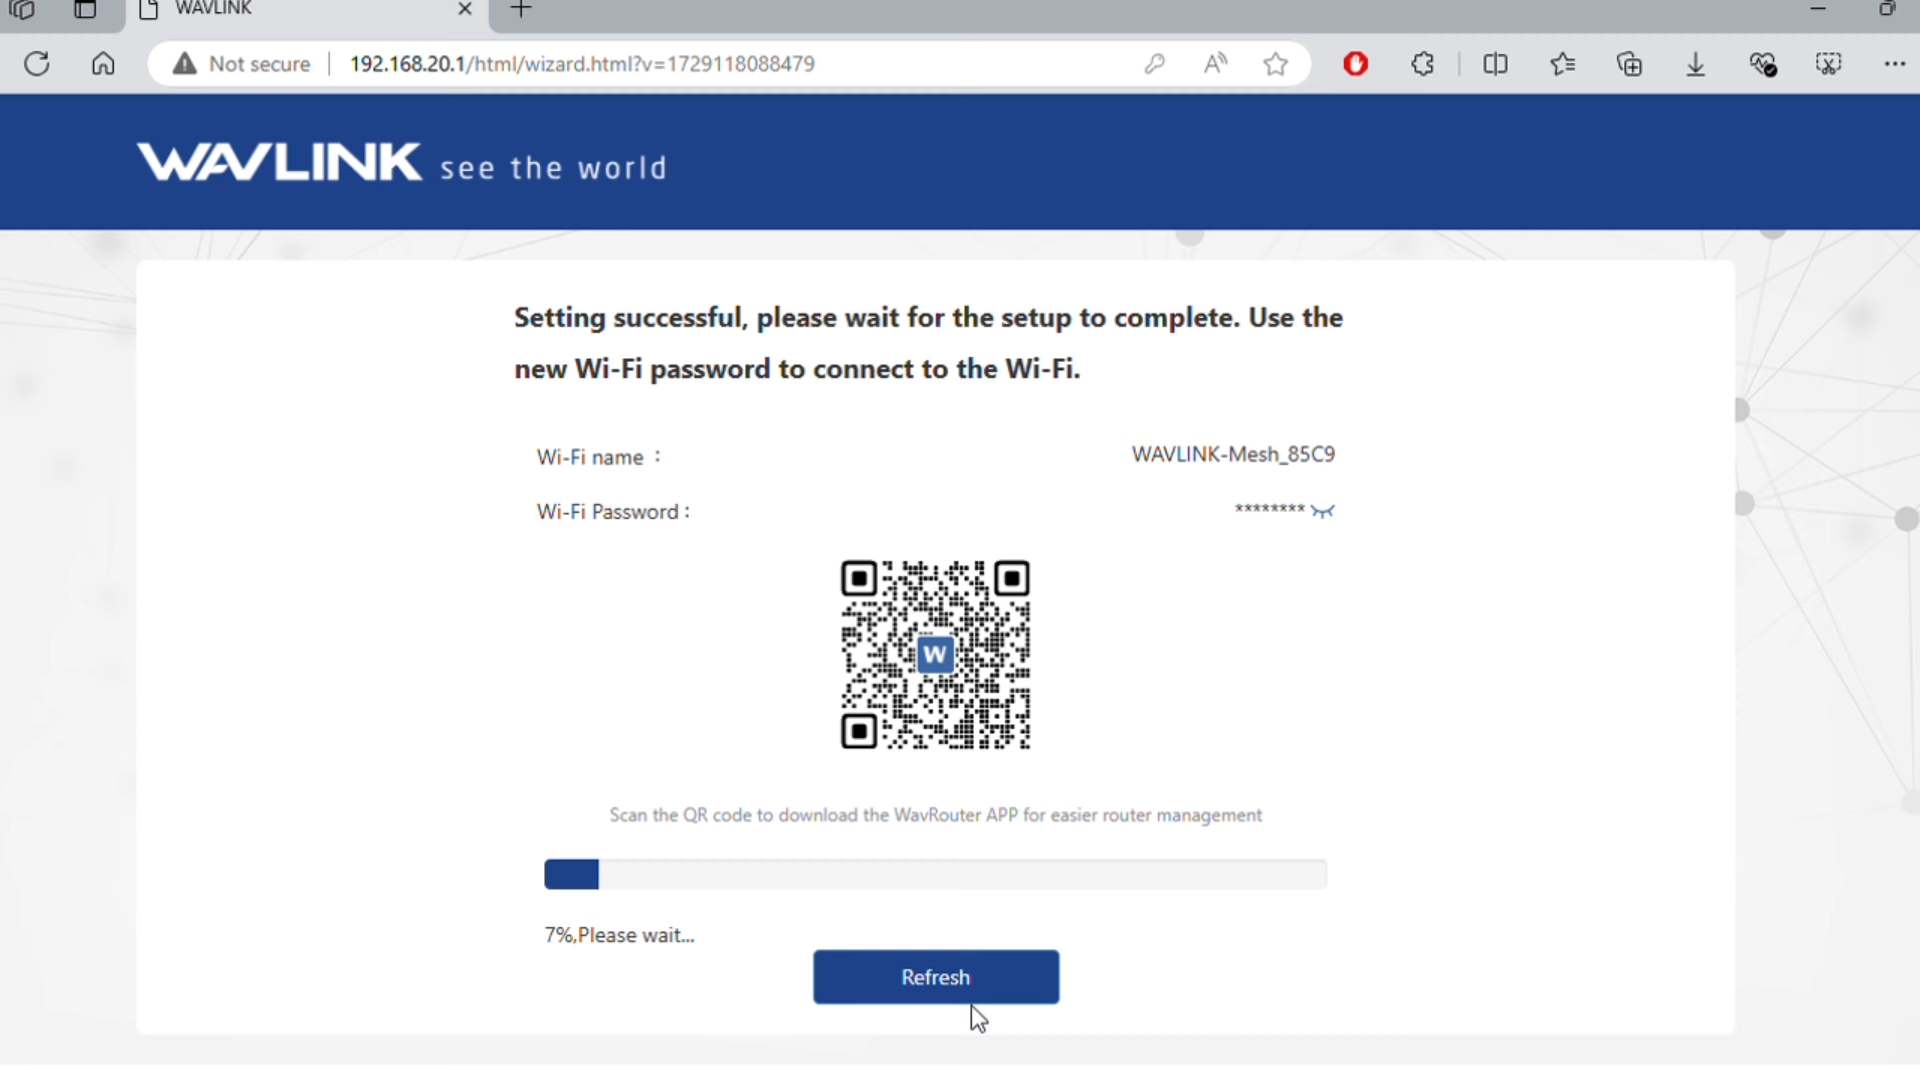 WAVLINK
Not secure 192.168.20.1/html/wizard.html?v=1729118088479
WAVLINK see the world
Setting successful, please wait for the setup to complete. Use the
new Wi-Fi password to connect to the Wi-Fi.
Wi-Fi name : WAVLINK-Mesh_85C9
Wi-Fi Password : ********
W
Scan the QR code to download the WavRouter APP for easier router management
7%,Please wait...
Refresh